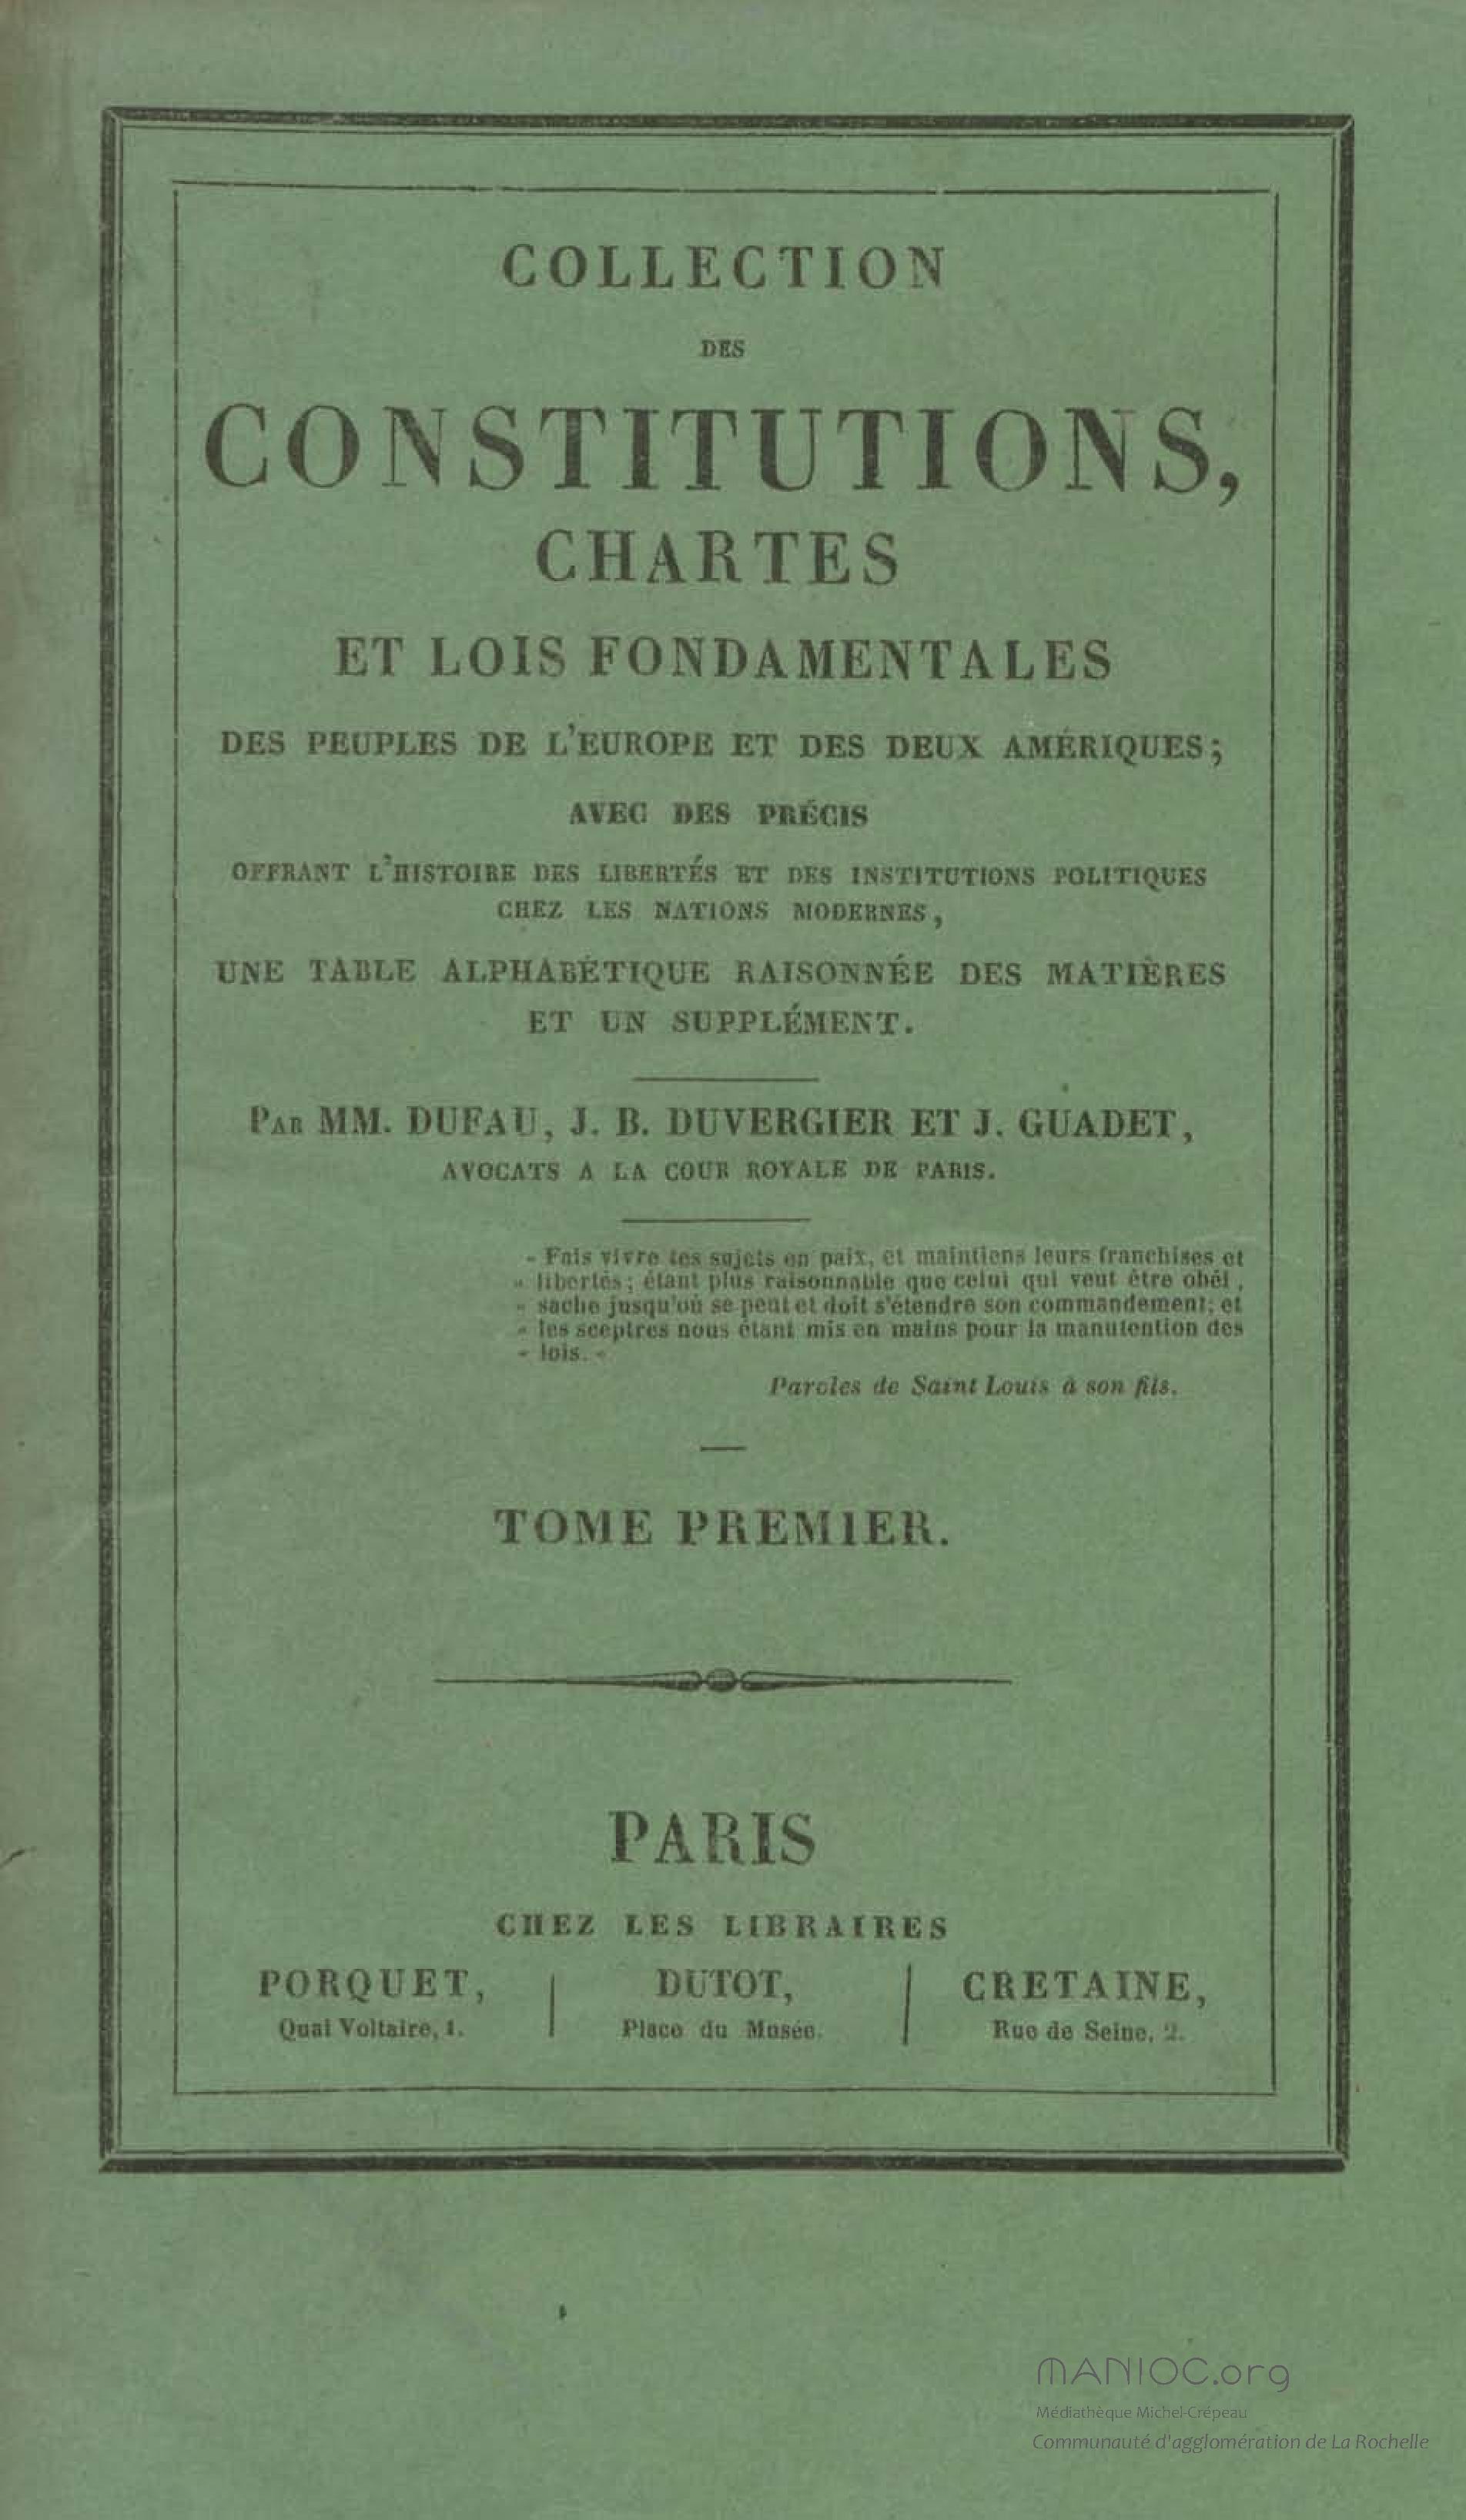 COLLECTION
DES
CONSTITUTIONS,
CHARTES
ET LOIS FONDAMENTALES
DES PEUPLES DE L'EUROPE ET DES DEUX AMÉRIQUES;
AVEC DES PRÉCIS
OFFRANT L'HISTOIRE DES LIBERTÉS ET DES INSTITUTIONS POLITIQUES
CHEZ LES NATIONS MODERNES,
UNE TABLE ALPHABÉTIQUE RAISONNÉE DES MATIÈRES
ET UN SUPPLÉMENT.
PAR MM. DUFAU, J. B. DUVERGIER ET J. GUADET,
AVOCATS A LA COUR ROYALE DE PARIS.
« Fais vivre tes sujets en paix, et maintiens leurs franchises et
« libertés; étant plus raisonnable que celui qui veut être obéi,
« sache jusqu'où se peut et doit s'étendre son commandement; et
« les sceptres nous étant mis en mains pour la manutention des
« lois. »
Paroles de Saint Louis à son fils.
TOME PREMIER.
PARIS
CHEZ LES LIBRAIRES
PORQUET, DUTOT, CRETAINE,
Quai Voltaire, 1. Place du Musée. Rue de Seine, 2.
MANIOC.org
Médiathèque Michel-Crépeau
Communauté d'agglomération de La Rochelle